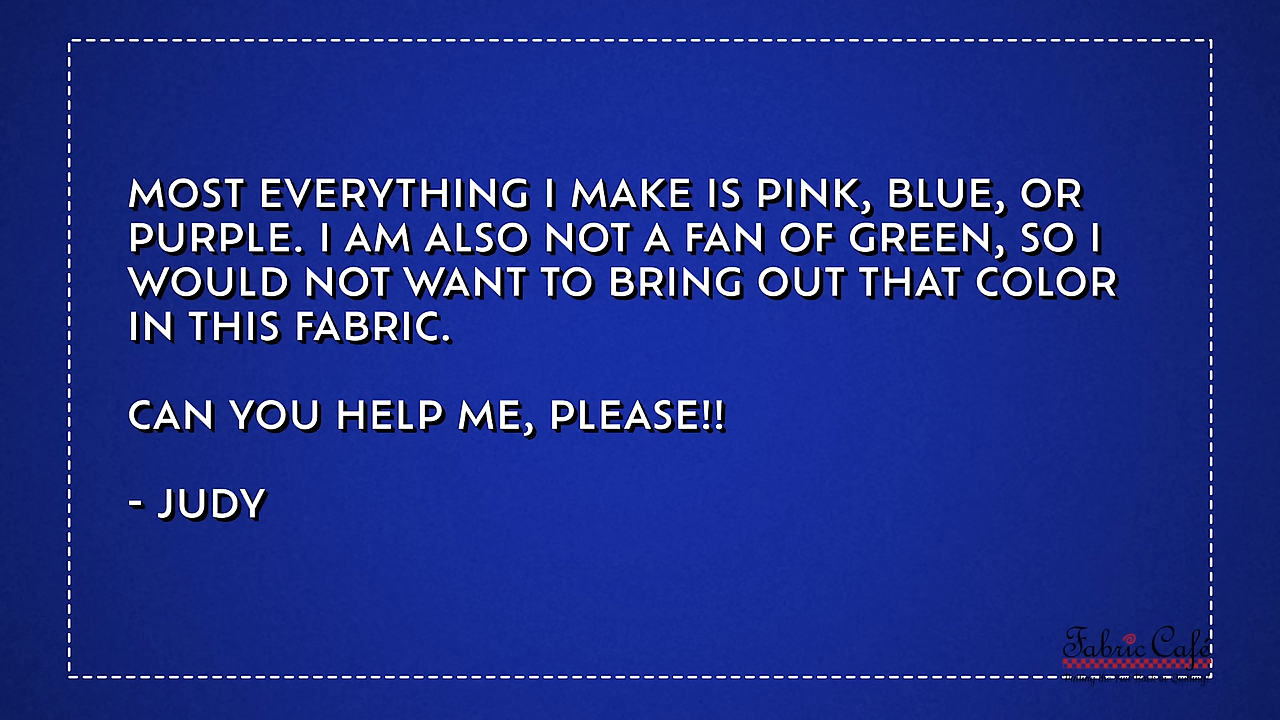 MOST EVERYTHING I MAKE IS PINK, BLUE, OR
PURPLE. I AM ALSO NOT A FAN OF GREEN, SO I
WOULD NOT WANT TO BRING OUT THAT COLOR
IN THIS FABRIC.
CAN YOU HELP ME, PLEASE!!
- JUDY
Fabric Café